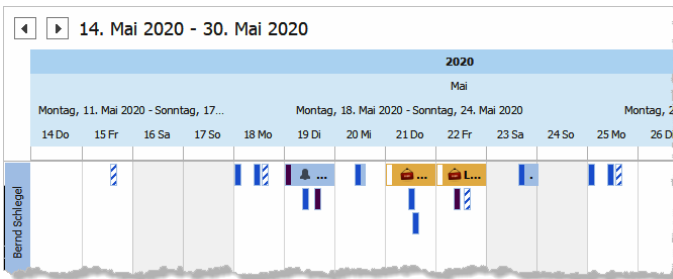 14. Mai 2020 - 30. Mai 2020
2020
Mai
Montag, 11. Mai 2020 - Sonntag, 17... Montag, 18. Mai 2020 - Sonntag, 24. Mai 2020 Montag, 2
14 Do 15 Fr 16 Sa 17 So 18 Mo 19 Di 20 Mi 21 Do 22 Fr 23 Sa 24 So 25 Mo 26 D
Bernd Schlegel
... ... L... .